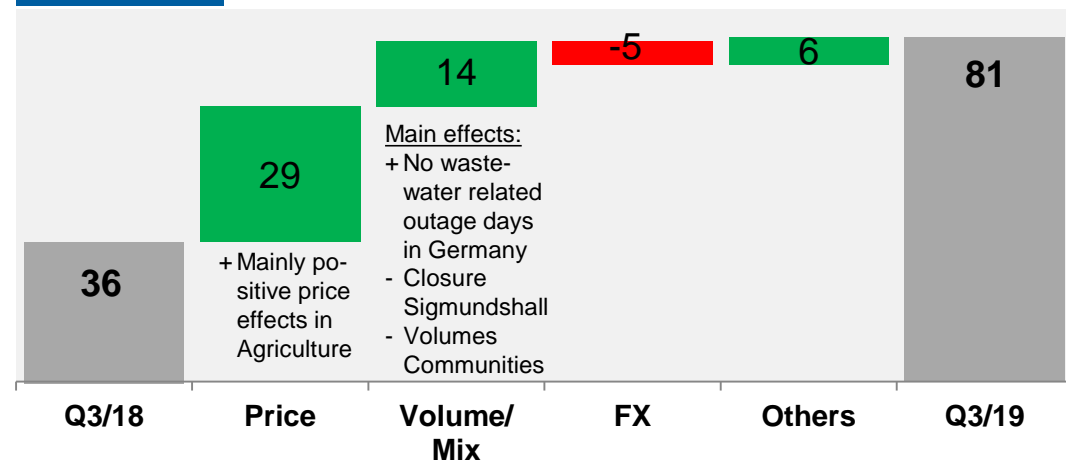 -5
6
14
81
Main effects:
+ No waste-
water related
outage days
in Germany
- Closure
Sigmundshall
- Volumes
Communities
29
+ Mainly po-
sitive price
effects in
Agriculture
36
Q3/18
Price
Volume/
Mix
FX
Others
Q3/19